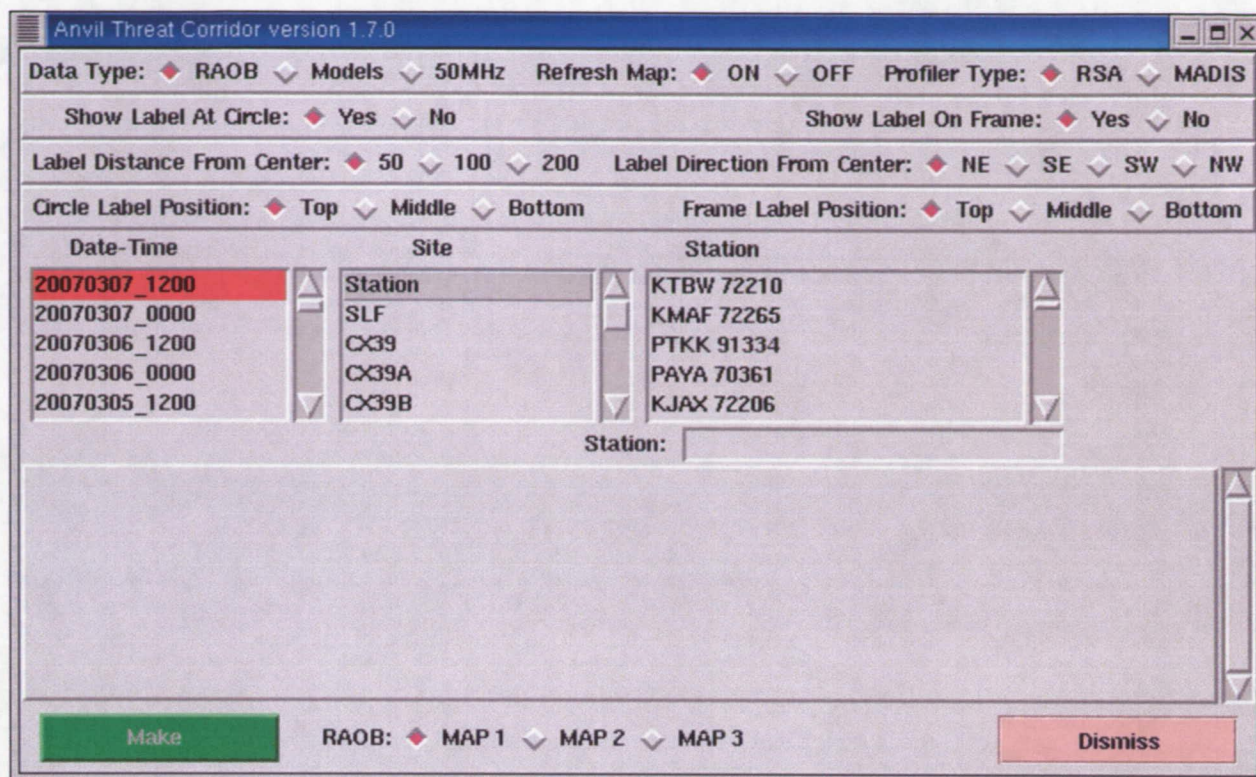 Anvil Threat Corridor version 1.7.0
Data Type: RAOB Models 50MHz Refresh Map: ON OFF Profiler Type: RSA MADIS
Show Label At Circle: Yes No Show Label On Frame: Yes No
Label Distance From Center: 50 100 200 Label Direction From Center: NE SE SW NW
Circle Label Position: Top Middle Bottom Frame Label Position: Top Middle Bottom
Date-Time Site Station
20070307_1200 Station KTBW 72210
20070307_0000 SLF KMAF 72265
20070306_1200 CX39 PTKK 91334
20070306_0000 CX39A PAYA 70361
20070305_1200 CX39B KJAX 72206
Station:
Make RAOB: MAP 1 MAP 2 MAP 3 Dismiss